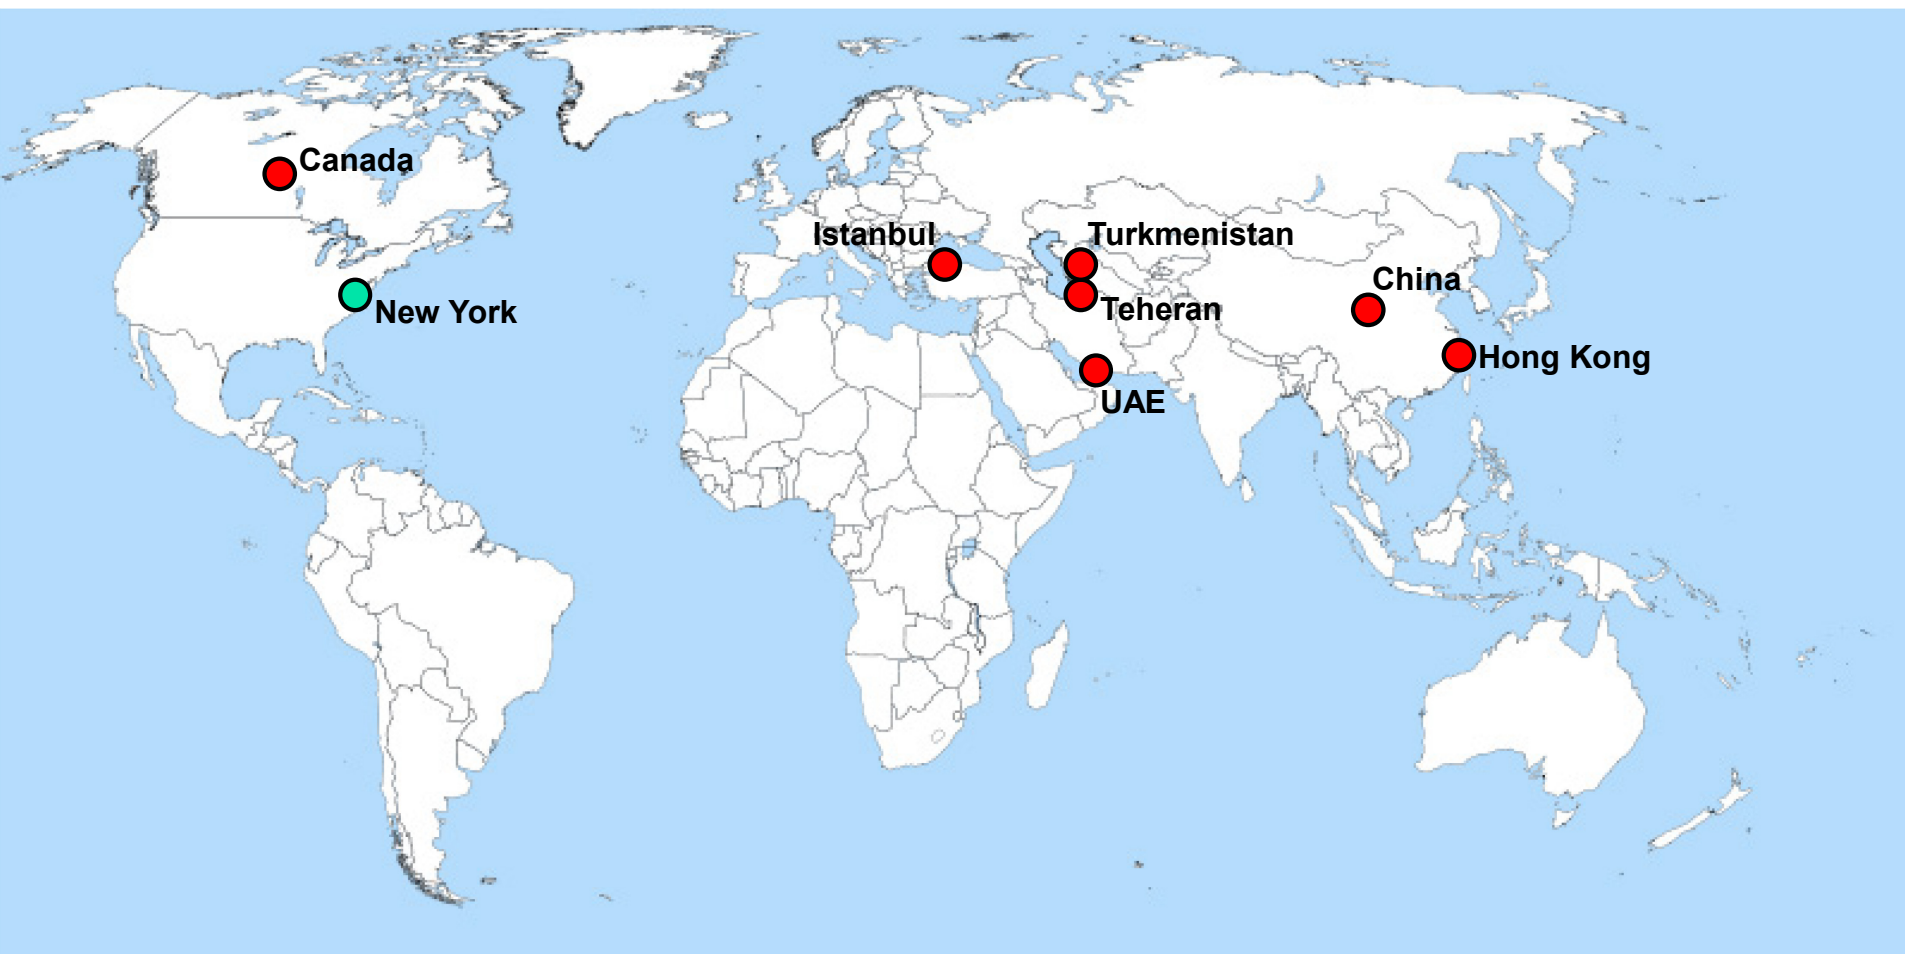 Canada
Istanbul
Turkmenistan
China
New York
Teheran
Hong Kong
UAE